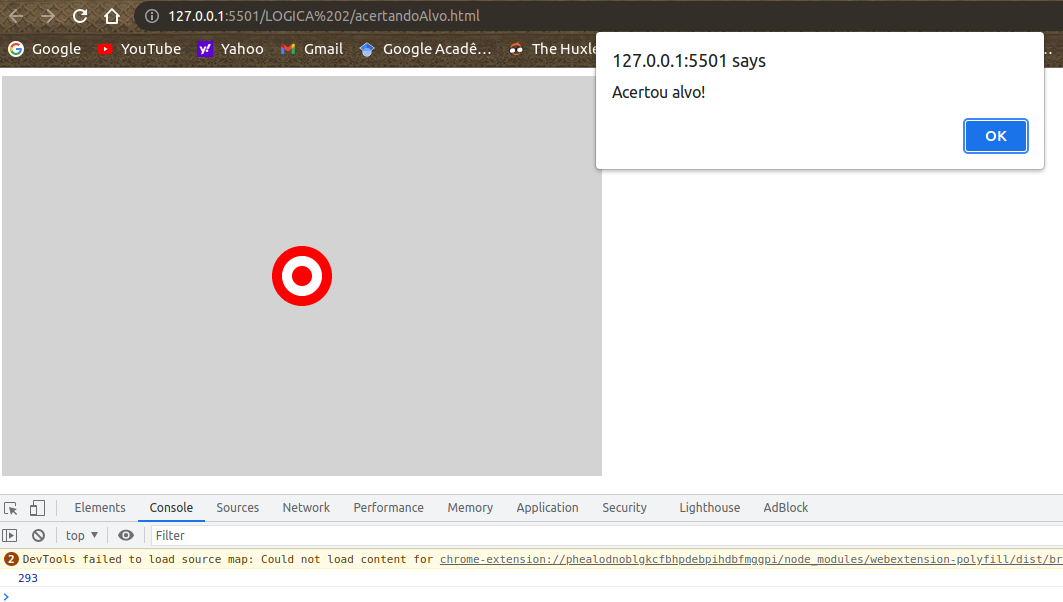 127.0.0.1:5501/LOGICA%202/acertandoAlvo.html
Google YouTube Yahoo Gmail Google Acadê… The Huxle
127.0.0.1:5501 says
Acertou alvo!
OK
Elements Console Sources Network Performance Memory Application Security Lighthouse AdBlock
top ▼ Filter
2 DevTools failed to load source map: Could not load content for chrome-extension://phealodnoblgkcfbhpdebpihdbfmggpi/node_modules/webextension-polyfill/dist/br
293